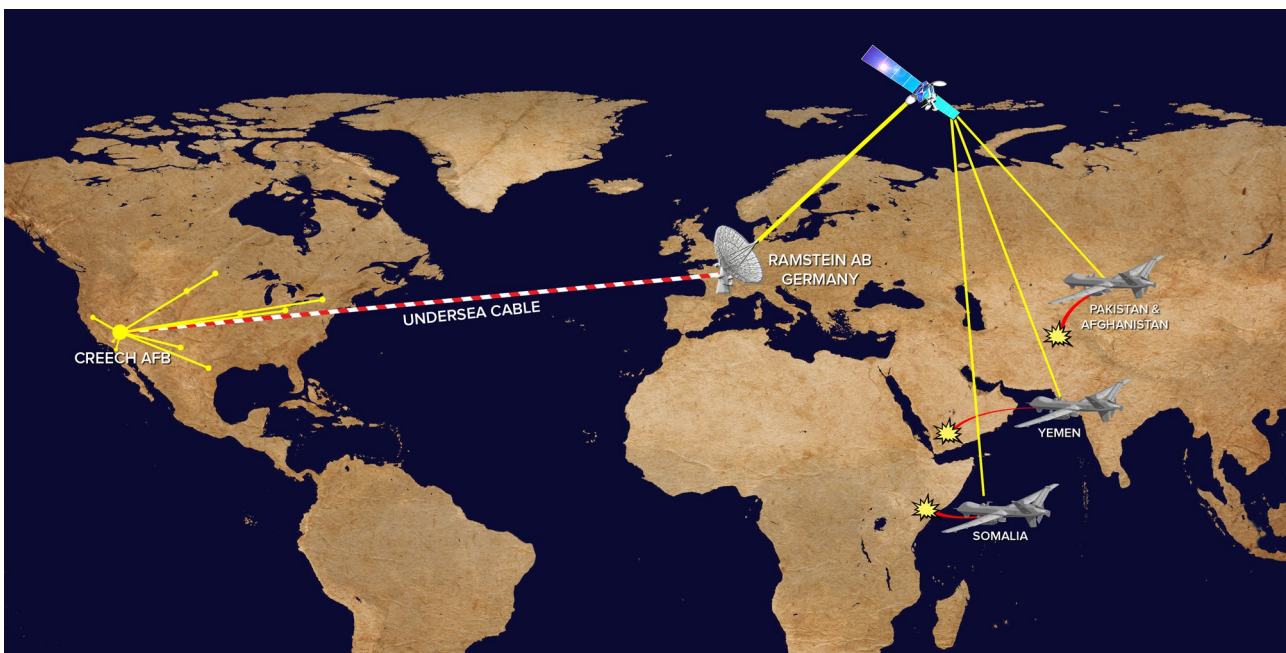 RAMSTEIN AB
GERMANY
UNDERSEA CABLE
CREECH AFB
PAKISTAN &
AFGHANISTAN
YEMEN
SOMALIA